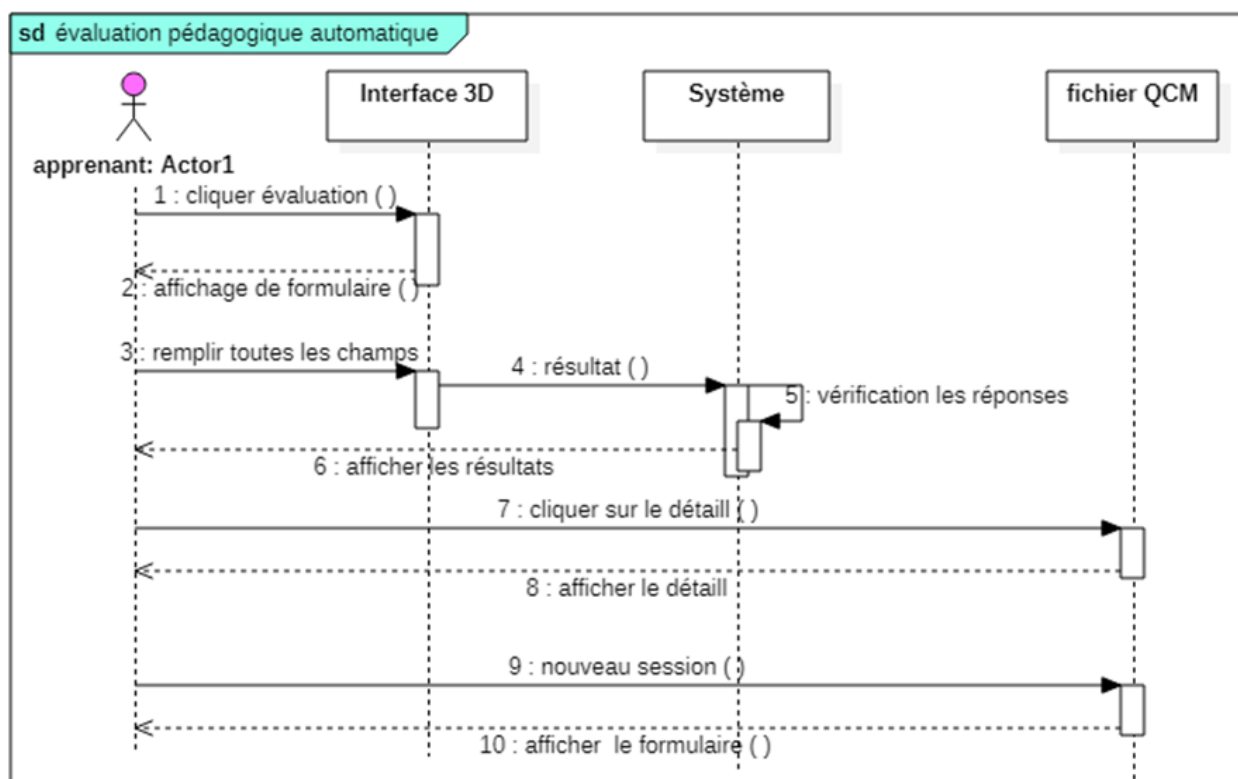 sd évaluation pédagogique automatique
Interface 3D
Système
fichier QCM
apprenant: Actor1
1 : cliquer évaluation ( )
2 : affichage de formulaire ( )
3 : remplir toutes les champs
4 : résultat ( )
5 : vérification les réponses
6 : afficher les résultats
7 : cliquer sur le détaill ( )
8 : afficher le détaill
9 : nouveau session ( )
10 : afficher le formulaire ( )